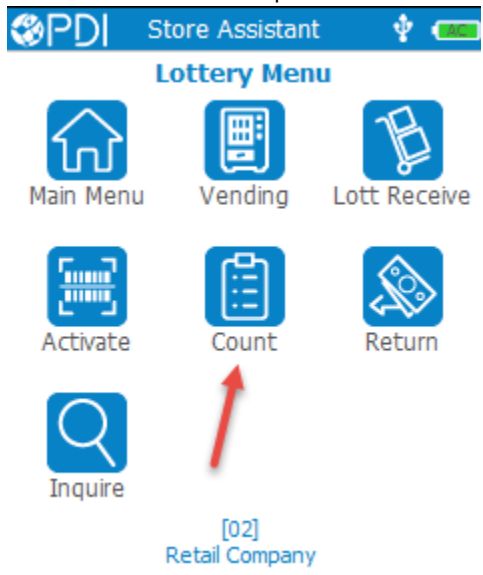 PDI Store Assistant AC
Lottery Menu
Main Menu Vending Lott Receive
Activate Count Return
Inquire
[02]
Retail Company